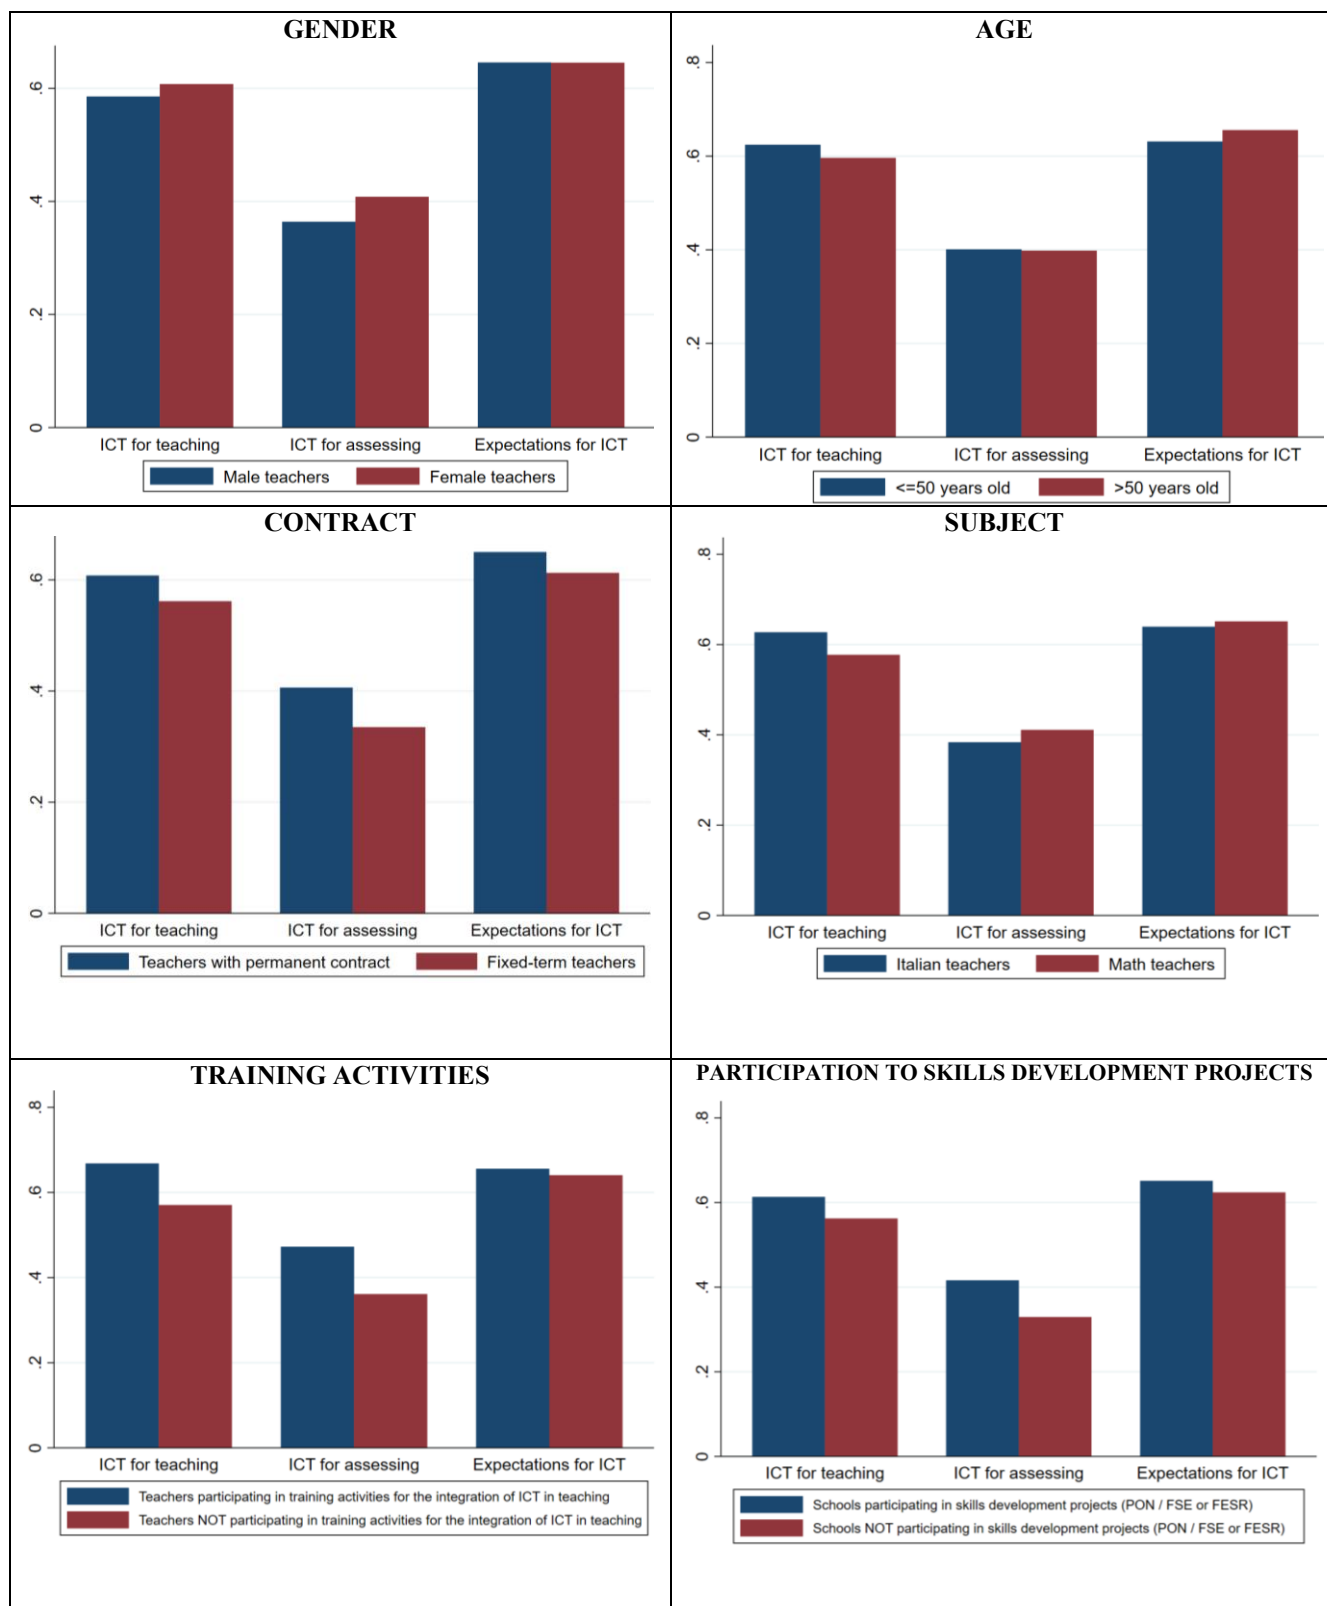 GENDER
.6
.4
.2
0
ICT for teaching ICT for assessing Expectations for ICT
Male teachers Female teachers
AGE
.8
.6
.4
.2
0
ICT for teaching ICT for assessing Expectations for ICT
<=50 years old >50 years old
CONTRACT
.6
.4
.2
0
ICT for teaching ICT for assessing Expectations for ICT
Teachers with permanent contract Fixed-term teachers
SUBJECT
.8
.6
.4
.2
0
ICT for teaching ICT for assessing Expectations for ICT
Italian teachers Math teachers
TRAINING ACTIVITIES
.8
.6
.4
.2
0
ICT for teaching ICT for assessing Expectations for ICT
Teachers participating in training activities for the integration of ICT in teaching
Teachers NOT participating in training activities for the integration of ICT in teaching
PARTICIPATION TO SKILLS DEVELOPMENT PROJECTS
.8
.6
.4
.2
0
ICT for teaching ICT for assessing Expectations for ICT
Schools participating in skills development projects (PON / FSE or FESR)
Schools NOT participating in skills development projects (PON / FSE or FESR)